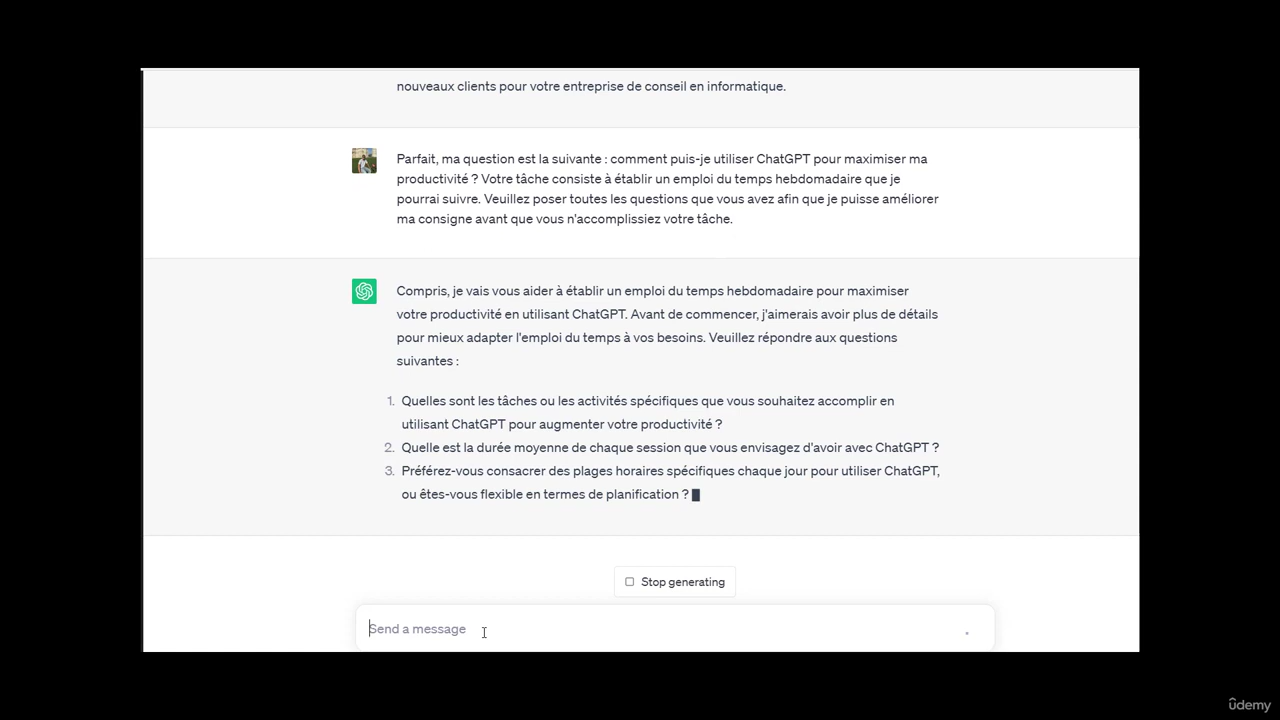 nouveaux clients pour votre entreprise de conseil en informatique.
Parfait, ma question est la suivante : comment puis-je utiliser ChatGPT pour maximiser ma
productivité ? Votre tâche consiste à établir un emploi du temps hebdomadaire que je
pourrai suivre. Veuillez poser toutes les questions que vous avez afin que je puisse améliorer
ma consigne avant que vous n'accomplissiez votre tâche.
Compris, je vais vous aider à établir un emploi du temps hebdomadaire pour maximiser
votre productivité en utilisant ChatGPT. Avant de commencer, j'aimerais avoir plus de détails
pour mieux adapter l'emploi du temps à vos besoins. Veuillez répondre aux questions
suivantes :
1. Quelles sont les tâches ou les activités spécifiques que vous souhaitez accomplir en
utilisant ChatGPT pour augmenter votre productivité ?
2. Quelle est la durée moyenne de chaque session que vous envisagez d'avoir avec ChatGPT ?
3. Préférez-vous consacrer des plages horaires spécifiques chaque jour pour utiliser ChatGPT,
ou êtes-vous flexible en termes de planification ?
Stop generating
Send a message
ûdemy